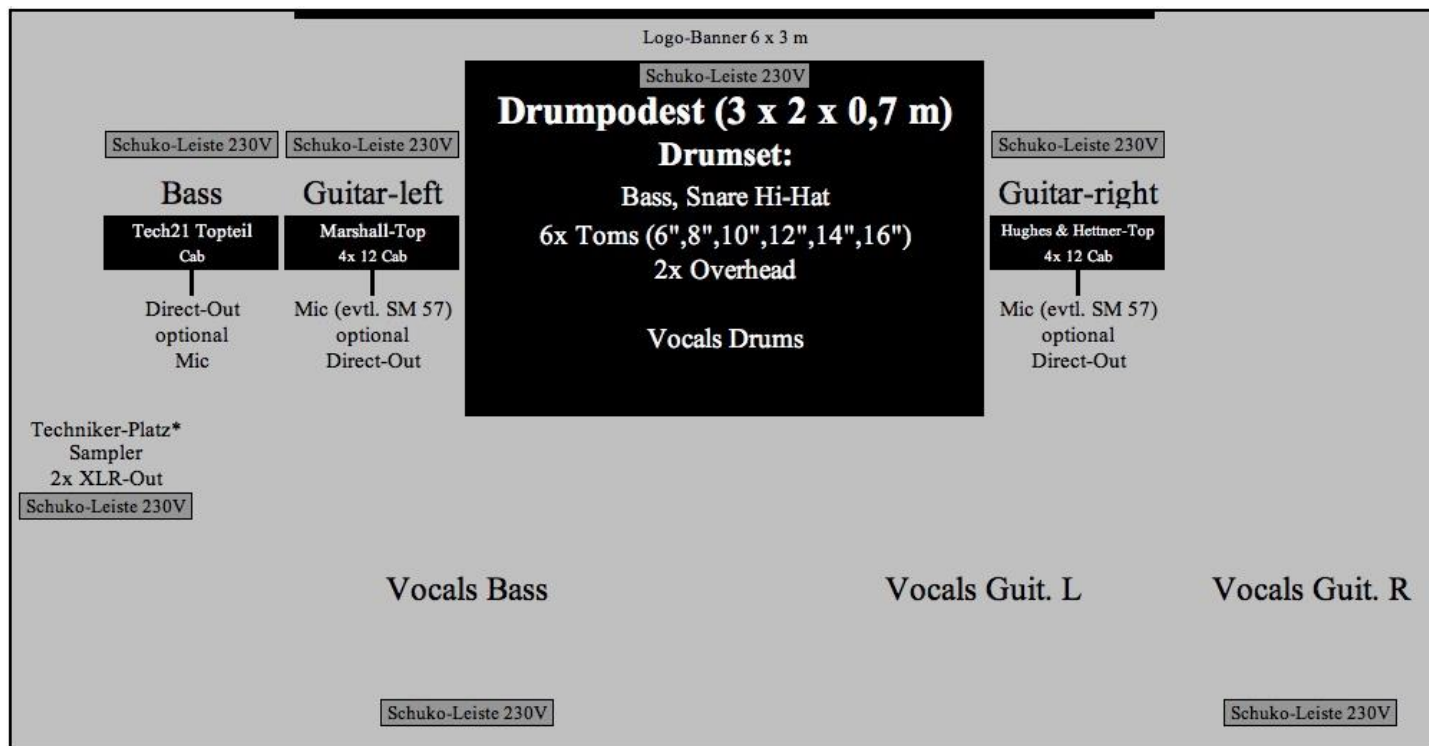 Logo-Banner 6 x 3 m
Schuko-Leiste 230V
Drumpodest (3 x 2 x 0,7 m)
Drumset:
Bass, Snare Hi-Hat
6x Toms (6",8",10",12",14",16")
2x Overhead
Vocals Drums
Schuko-Leiste 230V
Bass
Tech21 Topteil
Cab
Direct-Out
optional
Mic
Schuko-Leiste 230V
Guitar-left
Marshall-Top
4x 12 Cab
Mic (evtl. SM 57)
optional
Direct-Out
Schuko-Leiste 230V
Guitar-right
Hughes & Hettner-Top
4x 12 Cab
Mic (evtl. SM 57)
optional
Direct-Out
Techniker-Platz*
Sampler
2x XLR-Out
Schuko-Leiste 230V
Vocals Bass
Vocals Guit. L
Vocals Guit. R
Schuko-Leiste 230V
Schuko-Leiste 230V